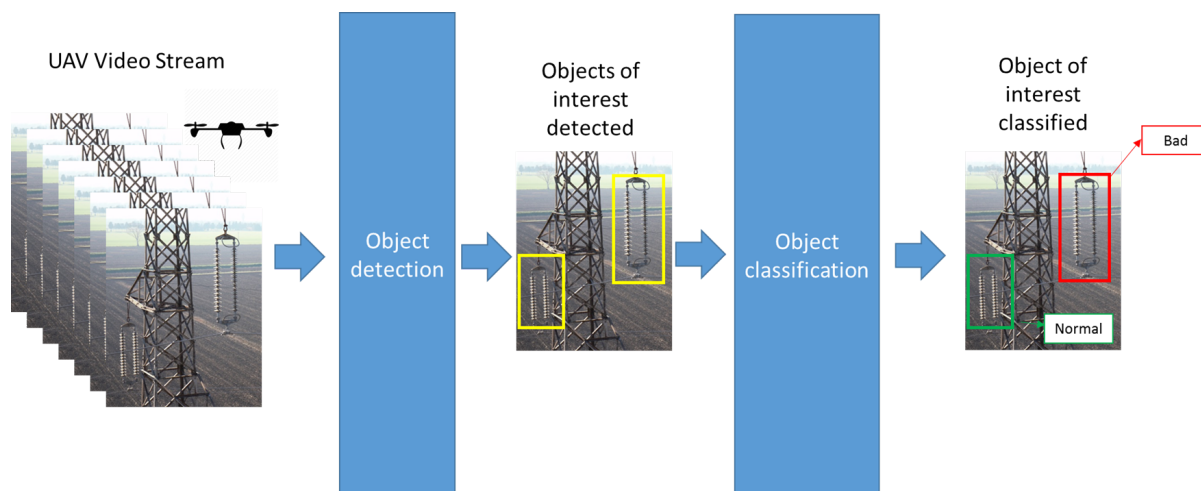 UAV Video Stream
Object
detection
Objects of
interest
detected
Object
classification
Object of
interest
classified
Bad
Normal